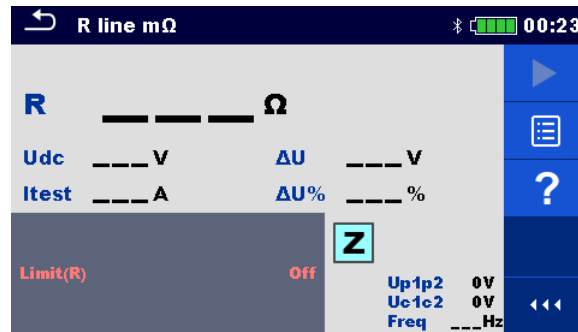 R line mΩ 00:23
R ___ Ω
Udc ___V ΔU ___V
Itest ___A ΔU% ___%
?
Z
Limit(R) Off
Up1p2 0V
Uc1c2 0V
Freq ___Hz